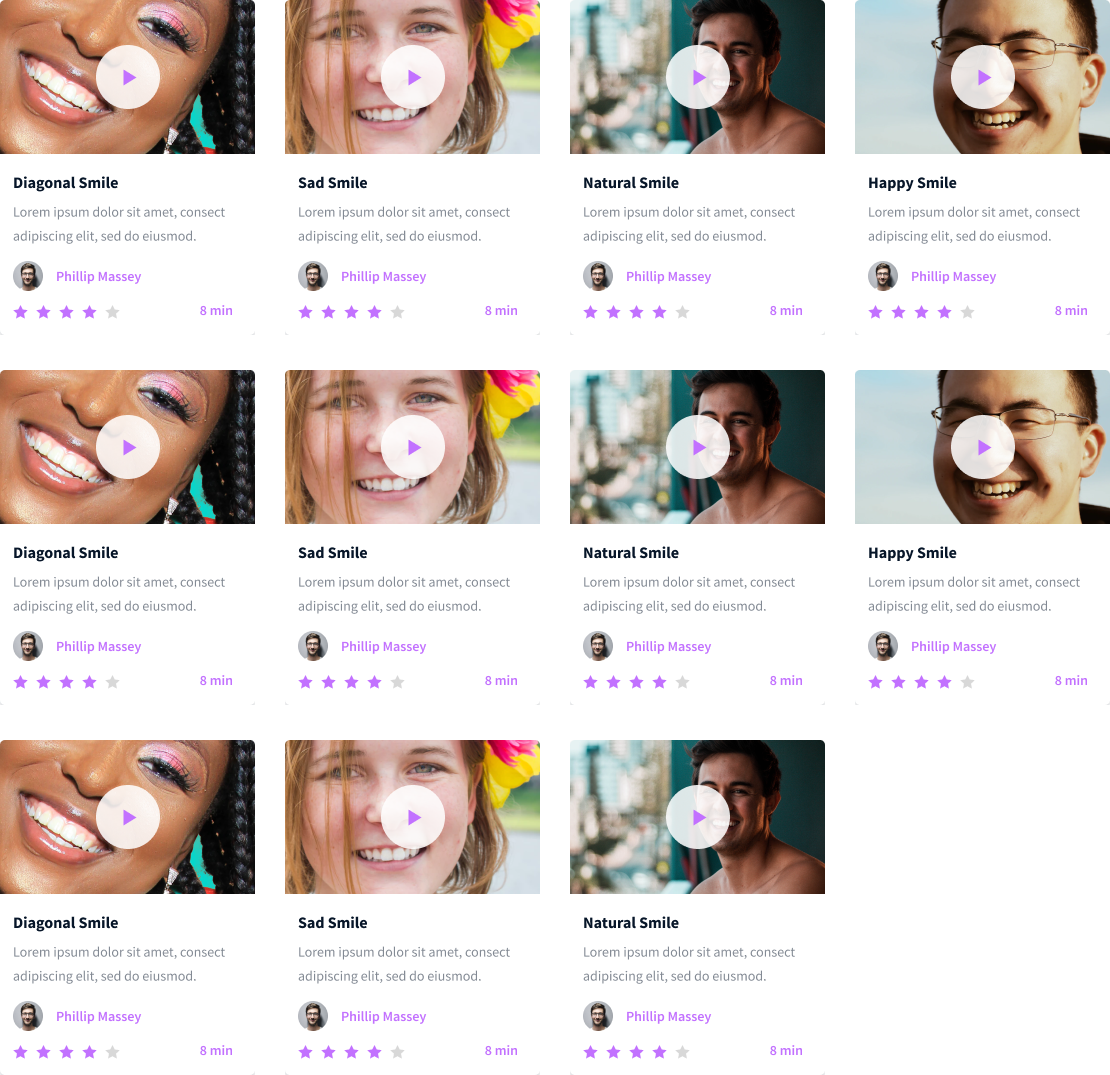 Diagonal Smile
Lorem ipsum dolor sit amet, consect
adipiscing elit, sed do eiusmod.
Phillip Massey
8 min
Sad Smile
Lorem ipsum dolor sit amet, consect
adipiscing elit, sed do eiusmod.
Phillip Massey
8 min
Natural Smile
Lorem ipsum dolor sit amet, consect
adipiscing elit, sed do eiusmod.
Phillip Massey
8 min
Happy Smile
Lorem ipsum dolor sit amet, consect
adipiscing elit, sed do eiusmod.
Phillip Massey
8 min
Diagonal Smile
Lorem ipsum dolor sit amet, consect
adipiscing elit, sed do eiusmod.
Phillip Massey
8 min
Sad Smile
Lorem ipsum dolor sit amet, consect
adipiscing elit, sed do eiusmod.
Phillip Massey
8 min
Natural Smile
Lorem ipsum dolor sit amet, consect
adipiscing elit, sed do eiusmod.
Phillip Massey
8 min
Happy Smile
Lorem ipsum dolor sit amet, consect
adipiscing elit, sed do eiusmod.
Phillip Massey
8 min
Diagonal Smile
Lorem ipsum dolor sit amet, consect
adipiscing elit, sed do eiusmod.
Phillip Massey
8 min
Sad Smile
Lorem ipsum dolor sit amet, consect
adipiscing elit, sed do eiusmod.
Phillip Massey
8 min
Natural Smile
Lorem ipsum dolor sit amet, consect
adipiscing elit, sed do eiusmod.
Phillip Massey
8 min